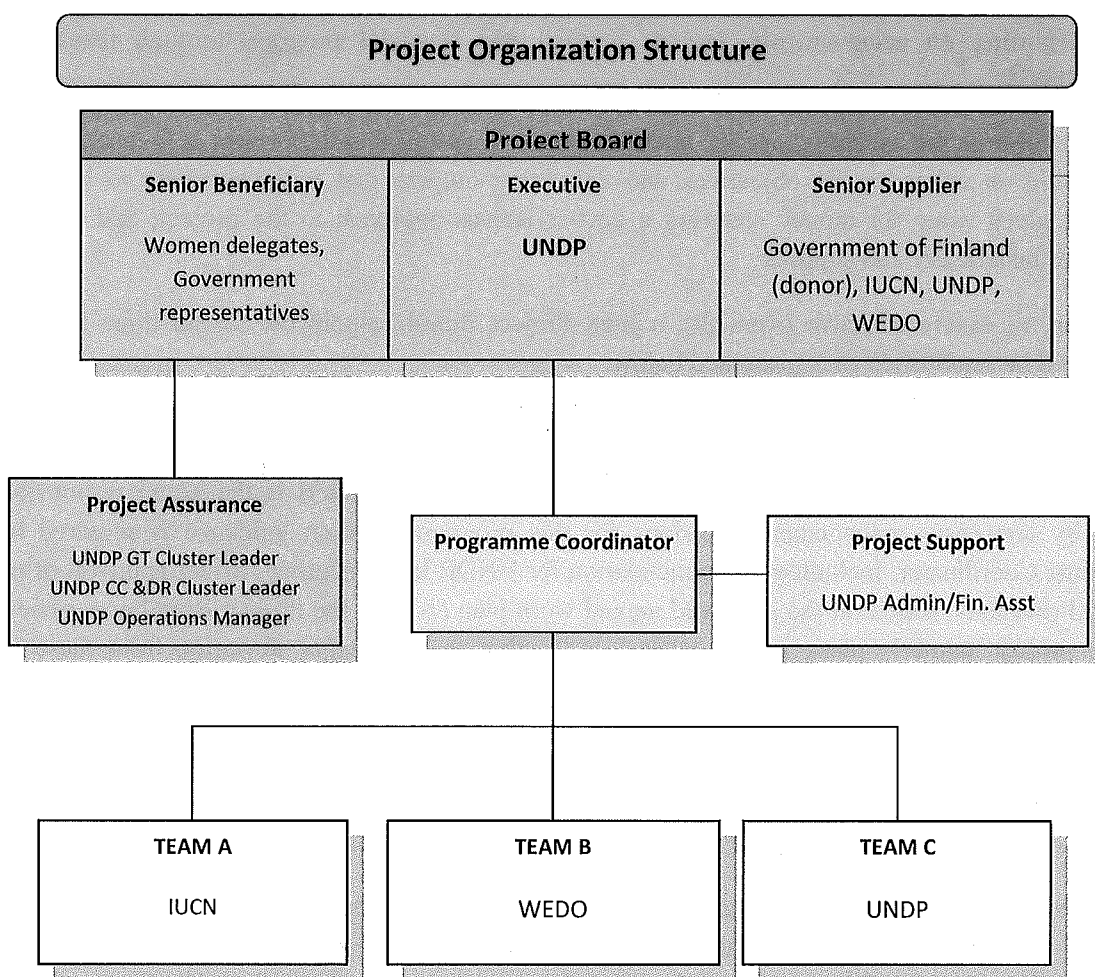 Project Organization Structure
Project Board
Senior Beneficiary
Women delegates,
Government
representatives
Executive
UNDP
Senior Supplier
Government of Finland
(donor), IUCN, UNDP,
WEDO
Project Assurance
UNDP GT Cluster Leader
UNDP CC &DR Cluster Leader
UNDP Operations Manager
Programme Coordinator
Project Support
UNDP Admin/Fin. Asst
TEAM A
IUCN
TEAM B
WEDO
TEAM C
UNDP